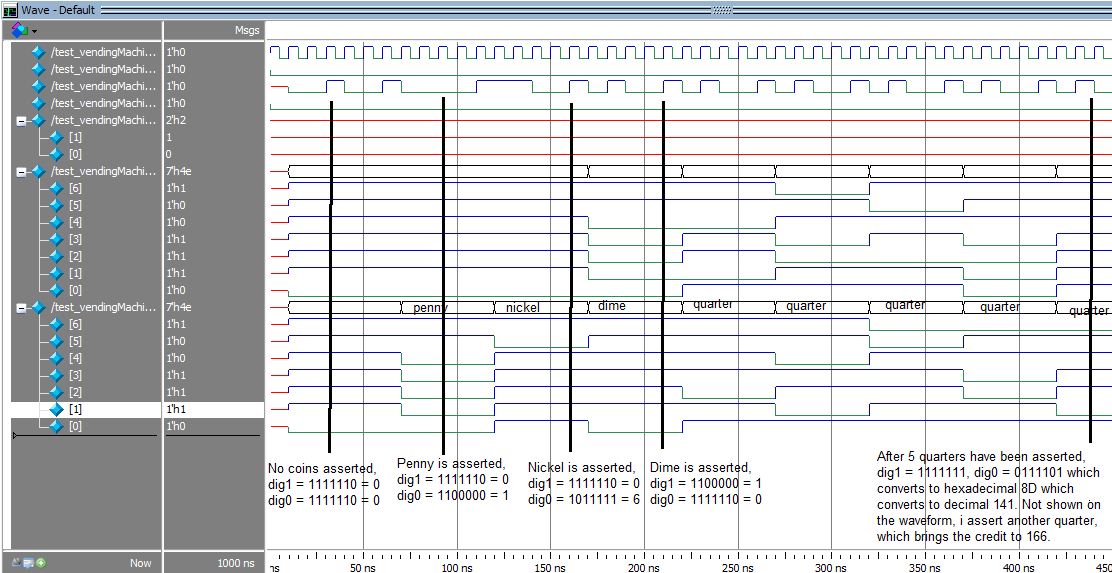 Wave - Default
Msgs
/test_vendingMachi... 1'h0
/test_vendingMachi... 1'h0
/test_vendingMachi... 1'h0
/test_vendingMachi... 1'h0
/test_vendingMachi... 2'h2
[1] 1
[0] 0
/test_vendingMachi... 7'h4e
[6] 1'h1
[5] 1'h0
[4] 1'h0
[3] 1'h1
[2] 1'h1
[1] 1'h1
[0] 1'h0
/test_vendingMachi... 7'h4e penny nickel dime quarter quarter quarter quarter quarter
[6] 1'h1
[5] 1'h0
[4] 1'h0
[3] 1'h1
[2] 1'h1
[1] 1'h1
[0] 1'h0
No coins asserted,
dig1 = 1111110 = 0
dig0 = 1111110 = 0
Penny is asserted,
dig1 = 1111110 = 0
dig0 = 1100000 = 1
Nickel is asserted,
dig1 = 1111110 = 0
dig0 = 1011111 = 6
Dime is asserted,
dig1 = 1100000 = 1
dig0 = 1111110 = 0
After 5 quarters have been asserted,
dig1 = 1111111, dig0 = 0111101 which
converts to hexadecimal 8D which
converts to decimal 141. Not shown on
the waveform, i assert another quarter,
which brings the credit to 166.
Now 1000 ns
ns 50 ns 100 ns 150 ns 200 ns 250 ns 300 ns 350 ns 400 ns 450